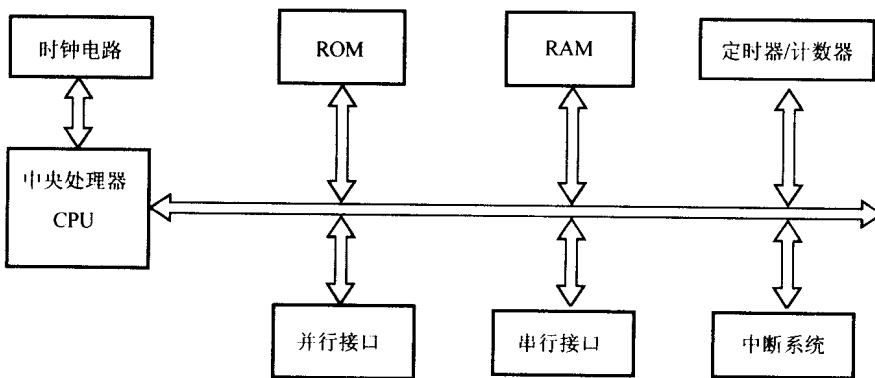 时钟电路
ROM
RAM
定时器/计数器
中央处理器
CPU
并行接口
串行接口
中断系统